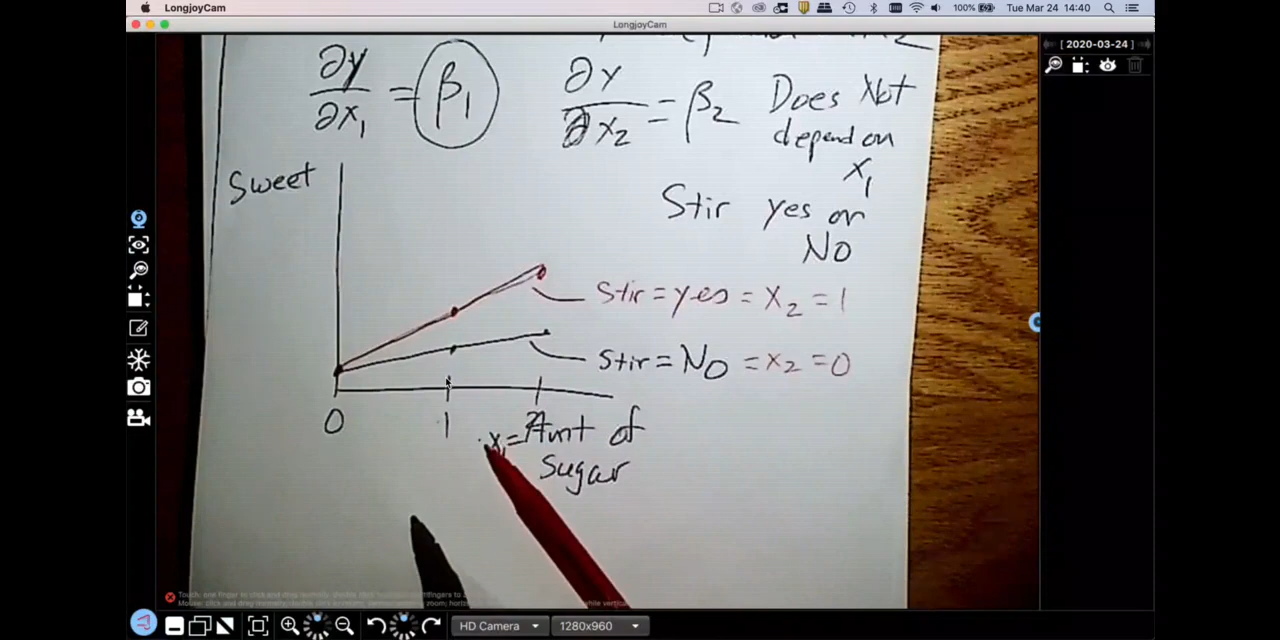 LongjoyCam
100%
Tue Mar 24 14:40
LongjoyCam
[ 2020-03-24 ]
∂y/∂x₁ = β₁
∂y/∂x₂ = β₂ Does Not
depend on
x₁
Sweet
Stir yes or
NO
Stir = yes = x₂ = 1
Stir = NO = x₂ = 0
0 1 2
x₁ = Amt of
sugar
HD Camera
1280x960